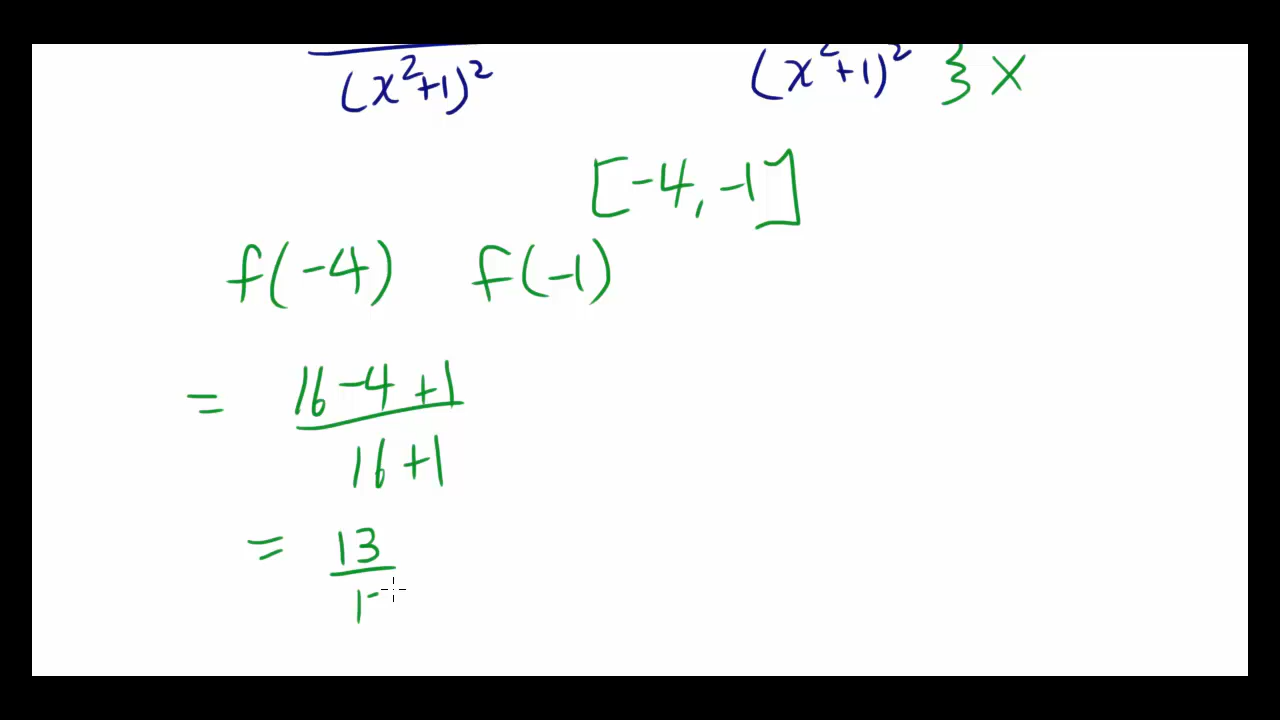 (x²+1)² (x²+1)² } X
[-4, -1]
f(-4) f(-1)
= 16-4+1
16+1
= 13
1